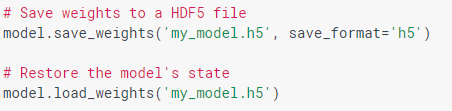 # Save weights to a HDF5 file
model.save_weights('my_model.h5', save_format='h5')
# Restore the model's state
model.load_weights('my_model.h5')